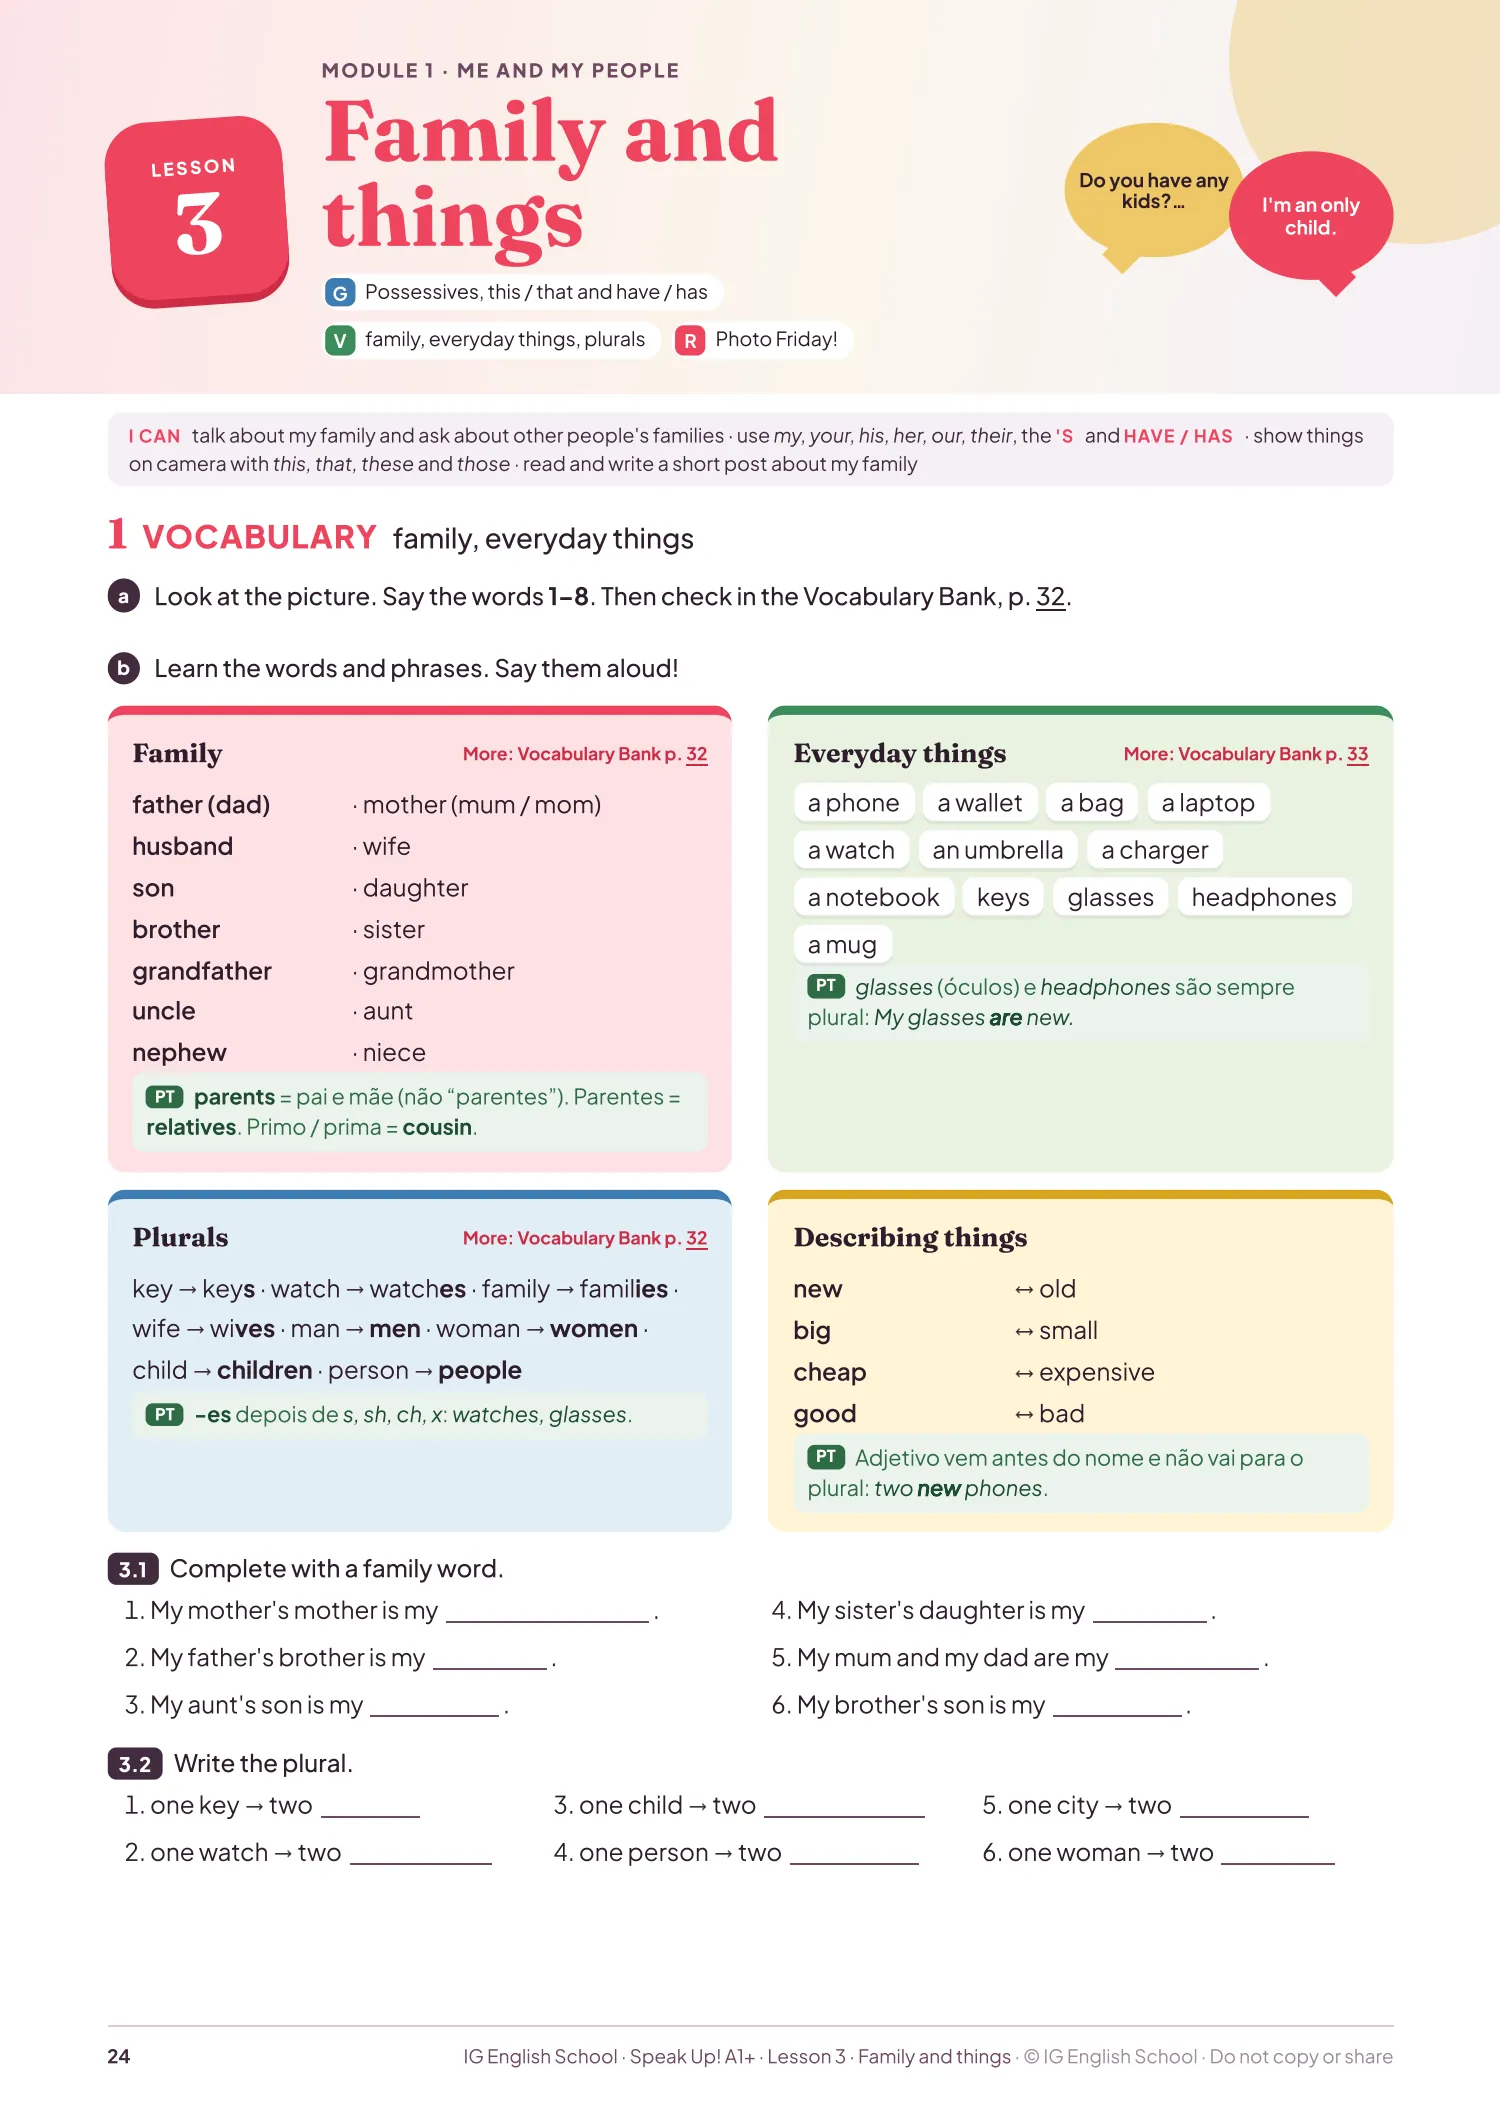 MODULE 1 · ME AND MY PEOPLE
LESSON
3
Family and
things
Do you have any
kids?...
I'm an only
child.
G Possessives, this / that and have / has
V family, everyday things, plurals R Photo Friday!
I CAN talk about my family and ask about other people's families · use my, your, his, her, our, their, the 'S and HAVE / HAS · show things
on camera with this, that, these and those · read and write a short post about my family
1 VOCABULARY family, everyday things
a Look at the picture. Say the words 1–8. Then check in the Vocabulary Bank, p. 32.
b Learn the words and phrases. Say them aloud!
Family More: Vocabulary Bank p. 32
father (dad) · mother (mum / mom)
husband · wife
son · daughter
brother · sister
grandfather · grandmother
uncle · aunt
nephew · niece
PT parents = pai e mãe (não “parentes”). Parentes =
relatives. Primo / prima = cousin.
Everyday things More: Vocabulary Bank p. 33
a phone a wallet a bag a laptop
a watch an umbrella a charger
a notebook keys glasses headphones
a mug
PT glasses (óculos) e headphones são sempre
plural: My glasses are new.
Plurals More: Vocabulary Bank p. 32
key → keys · watch → watches · family → families ·
wife → wives · man → men · woman → women ·
child → children · person → people
PT -es depois de s, sh, ch, x: watches, glasses.
Describing things
new ↔ old
big ↔ small
cheap ↔ expensive
good ↔ bad
PT Adjetivo vem antes do nome e não vai para o
plural: two new phones.
3.1 Complete with a family word.
1. My mother's mother is my ____________.
2. My father's brother is my ________.
3. My aunt's son is my ________.
4. My sister's daughter is my ________.
5. My mum and my dad are my ________.
6. My brother's son is my ________.
3.2 Write the plural.
1. one key → two ________
2. one watch → two ________
3. one child → two ________
4. one person → two ________
5. one city → two ________
6. one woman → two ________
24 IG English School · Speak Up! A1+ · Lesson 3 · Family and things · © IG English School · Do not copy or share